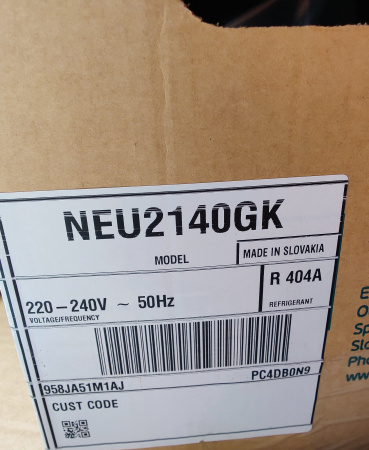 NEU2140GK
MODEL
MADE IN SLOVAKIA
220-240V ~ 50Hz
VOLTAGE/FREQUENCY
R 404A
REFRIGERANT
958JA51M1AJ
PC4DB0N9
CUST CODE